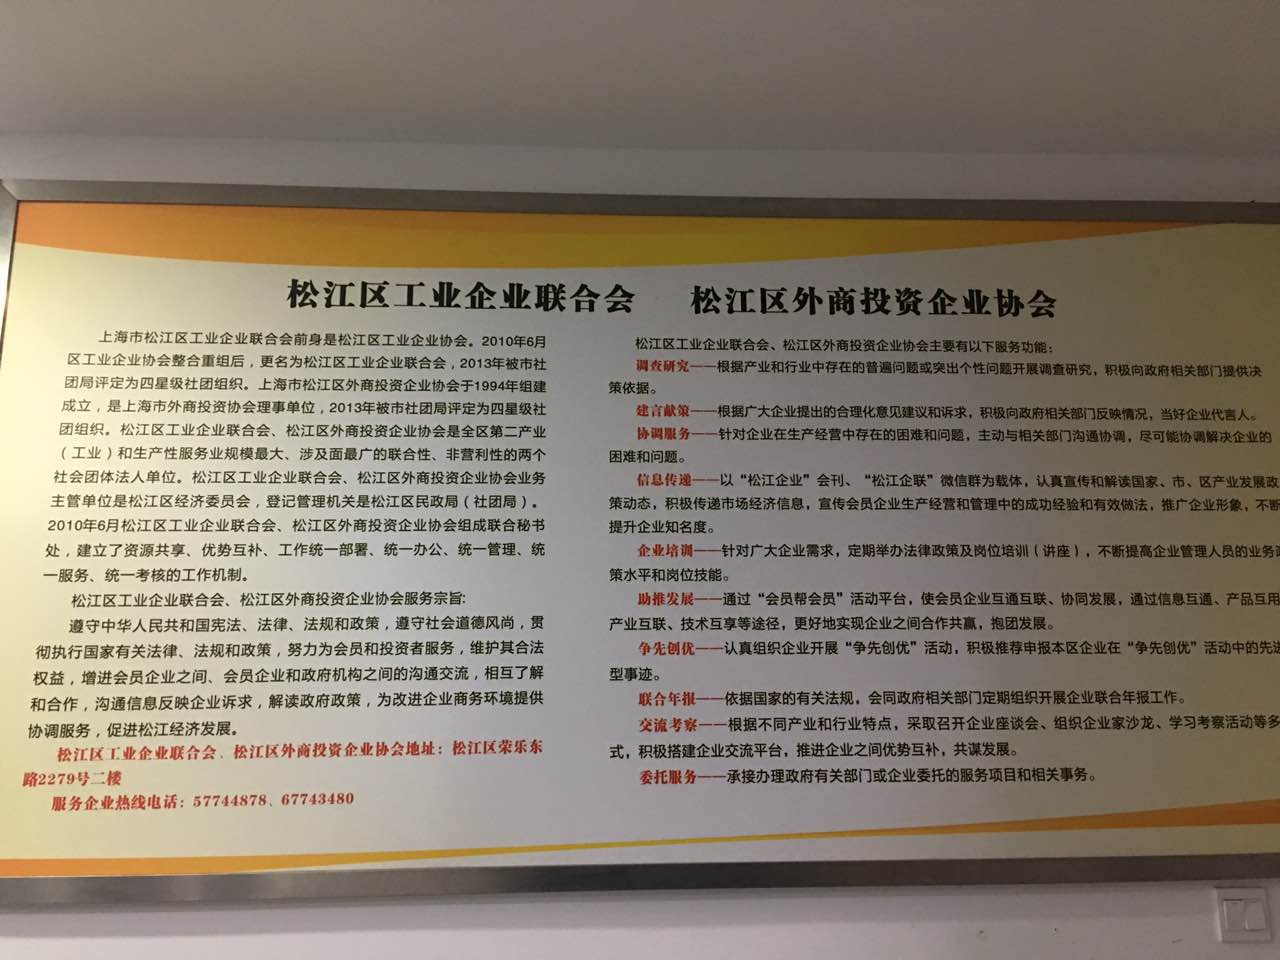 松江区工业企业联合会 松江区外商投资企业协会
上海市松江区工业企业联合会前身是松江区工业企业协会。2010年6月
区工业企业协会整合重组后，更名为松江区工业企业联合会，2013年被市社
团局评定为四星级社团组织。上海市松江区外商投资企业协会于1994年组建
成立，是上海市外商投资协会理事单位，2013年被市社团局评定为四星级社
团组织。松江区工业企业联合会、松江区外商投资企业协会是全区第二产业
（工业）和生产性服务业规模最大、涉及面最广的联合性、非营利性的两个
社会团体法人单位。松江区工业企业联合会、松江区外商投资企业协会业务
主管单位是松江区经济委员会，登记管理机关是松江区民政局（社团局）。
2010年6月松江区工业企业联合会、松江区外商投资企业协会组成联合秘书
处，建立了资源共享、优势互补、工作统一部署、统一办公、统一管理、统
一服务、统一考核的工作机制。
松江区工业企业联合会、松江区外商投资企业协会服务宗旨:
遵守中华人民共和国宪法、法律、法规和政策，遵守社会道德风尚，贯
彻执行国家有关法律、法规和政策，努力为会员和投资者服务，维护其合法
权益，增进会员企业之间、会员企业和政府机构之间的沟通交流，相互了解
和合作，沟通信息反映企业诉求，解读政府政策，为改进企业商务环境提供
协调服务，促进松江经济发展。
松江区工业企业联合会、松江区外商投资企业协会地址：松江区荣乐东
路2279号二楼
服务企业热线电话：57744878、67743480
松江区工业企业联合会、松江区外商投资企业协会主要有以下服务功能：
调查研究——根据产业和行业中存在的普遍问题或突出个性问题开展调查研究，积极向政府相关部门提供决
策依据。
建言献策——根据广大企业提出的合理化意见建议和诉求，积极向政府相关部门反映情况，当好企业代言人。
协调服务——针对企业在生产经营中存在的困难和问题，主动与相关部门沟通协调，尽可能协调解决企业的
困难和问题。
信息传递——以“松江企业”会刊、“松江企联”微信群为载体，认真宣传和解读国家、市、区产业发展政
策动态，积极传递市场经济信息，宣传会员企业生产经营和管理中的成功经验和有效做法，推广企业形象，不断
提升企业知名度。
企业培训——针对广大企业需求，定期举办法律政策及岗位培训（讲座），不断提高企业管理人员的业务政
策水平和岗位技能。
助推发展——通过“会员帮会员”活动平台，使会员企业互通互联、协同发展，通过信息互通、产品互用
产业互联、技术互享等途径，更好地实现企业之间合作共赢，抱团发展。
争先创优——认真组织企业开展“争先创优”活动，积极推荐申报本区企业在“争先创优”活动中的先进
型事迹。
联合年报——依据国家的有关法规，会同政府相关部门定期组织开展企业联合年报工作。
交流考察——根据不同产业和行业特点，采取召开企业座谈会、组织企业家沙龙、学习考察活动等多
式，积极搭建企业交流平台，推进企业之间优势互补，共谋发展。
委托服务——承接办理政府有关部门或企业委托的服务项目和相关事务。